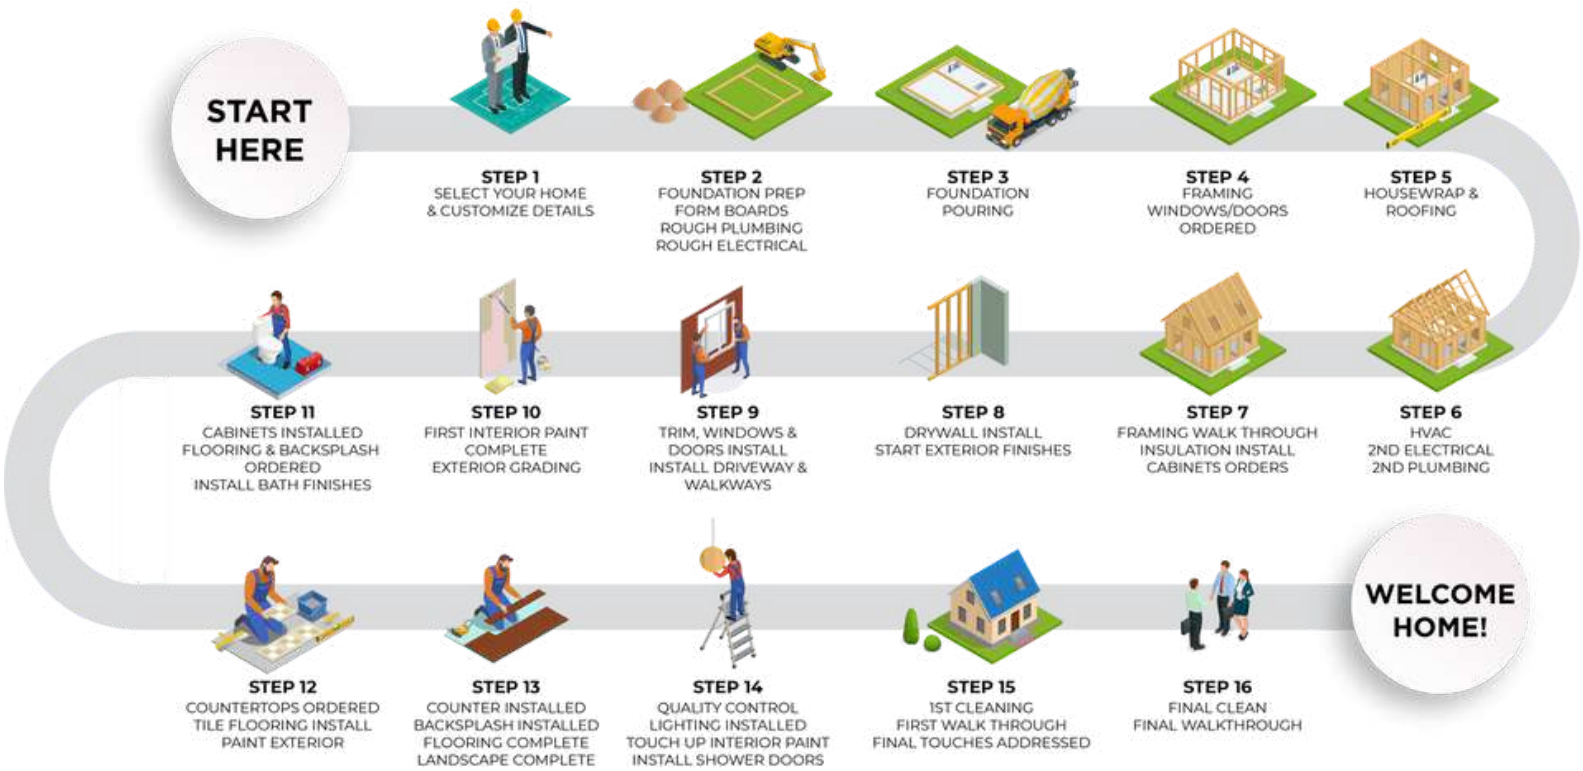 START
HERE
STEP 1
SELECT YOUR HOME
& CUSTOMIZE DETAILS
STEP 2
FOUNDATION PREP
FORM BOARDS
ROUGH PLUMBING
ROUGH ELECTRICAL
STEP 3
FOUNDATION
POURING
STEP 4
FRAMING
WINDOWS/DOORS
ORDERED
STEP 5
HOUSEWRAP &
ROOFING
STEP 6
HVAC
2ND ELECTRICAL
2ND PLUMBING
STEP 7
FRAMING WALK THROUGH
INSULATION INSTALL
CABINETS ORDERS
STEP 8
DRYWALL INSTALL
START EXTERIOR FINISHES
STEP 9
TRIM, WINDOWS &
DOORS INSTALL
INSTALL DRIVEWAY &
WALKWAYS
STEP 10
FIRST INTERIOR PAINT
COMPLETE
EXTERIOR GRADING
STEP 11
CABINETS INSTALLED
FLOORING & BACKSPLASH
ORDERED
INSTALL BATH FINISHES
STEP 12
COUNTERTOPS ORDERED
TILE FLOORING INSTALL
PAINT EXTERIOR
STEP 13
COUNTER INSTALLED
BACKSPLASH INSTALLED
FLOORING COMPLETE
LANDSCAPE COMPLETE
STEP 14
QUALITY CONTROL
LIGHTING INSTALLED
TOUCH UP INTERIOR PAINT
INSTALL SHOWER DOORS
STEP 15
1ST CLEANING
FIRST WALK THROUGH
FINAL TOUCHES ADDRESSED
STEP 16
FINAL CLEAN
FINAL WALKTHROUGH
WELCOME
HOME!